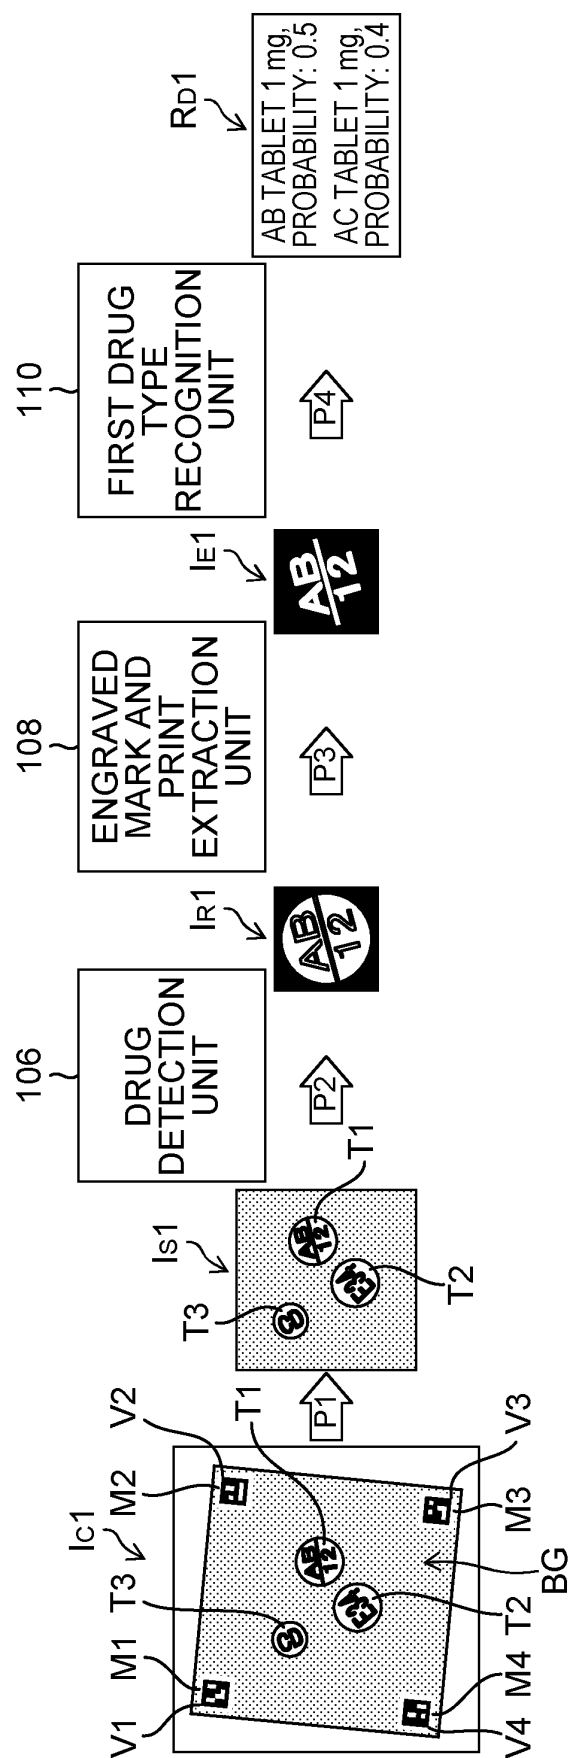 106
DRUG
DETECTION
UNIT
108
ENGRAVED
MARK AND
PRINT
EXTRACTION
UNIT
110
FIRST DRUG
TYPE
RECOGNITION
UNIT
IC1
V1
M1
T3
M2
V2
T1
AB
12
V4
M4
T2
BG
M3
V3
P1
IS1
T3
AB
12
T1
T2
P2
IR1
AB
12
P3
IE1
AB
12
P4
RD1
AB TABLET 1 mg,
PROBABILITY: 0.5
AC TABLET 1 mg,
PROBABILITY: 0.4